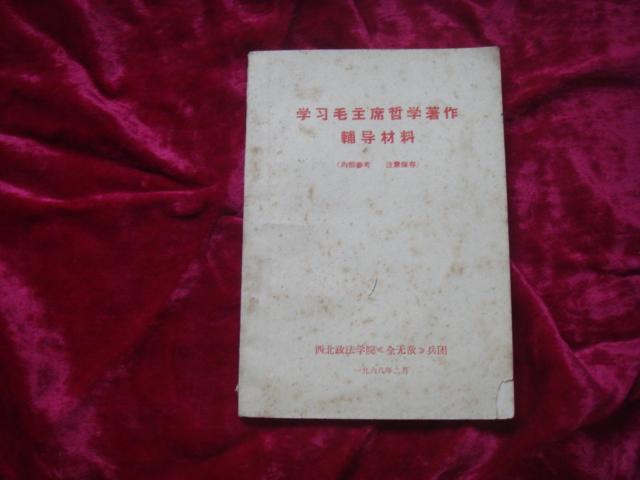 学习毛主席哲学著作
輔导材料
（内部参考 注意保存）
西北政法学院《全无敌》兵团
一九六八年二月